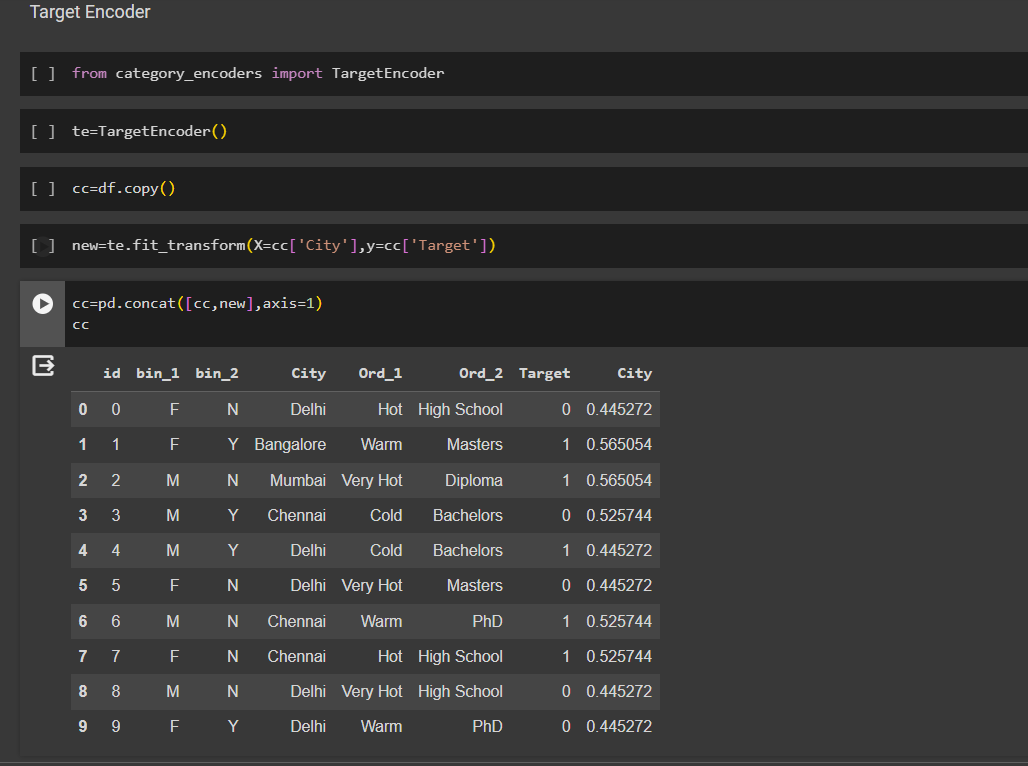 Target Encoder
[ ] from category_encoders import TargetEncoder
[ ] te=TargetEncoder()
[ ] cc=df.copy()
[ ] new=te.fit_transform(X=cc['City'],y=cc['Target'])
cc=pd.concat([cc,new],axis=1)
cc
id bin_1 bin_2 City Ord_1 Ord_2 Target City
0 0 F N Delhi Hot High School 0 0.445272
1 1 F Y Bangalore Warm Masters 1 0.565054
2 2 M N Mumbai Very Hot Diploma 1 0.565054
3 3 M Y Chennai Cold Bachelors 0 0.525744
4 4 M Y Delhi Cold Bachelors 1 0.445272
5 5 F N Delhi Very Hot Masters 0 0.445272
6 6 M N Chennai Warm PhD 1 0.525744
7 7 F N Chennai Hot High School 1 0.525744
8 8 M N Delhi Very Hot High School 0 0.445272
9 9 F Y Delhi Warm PhD 0 0.445272